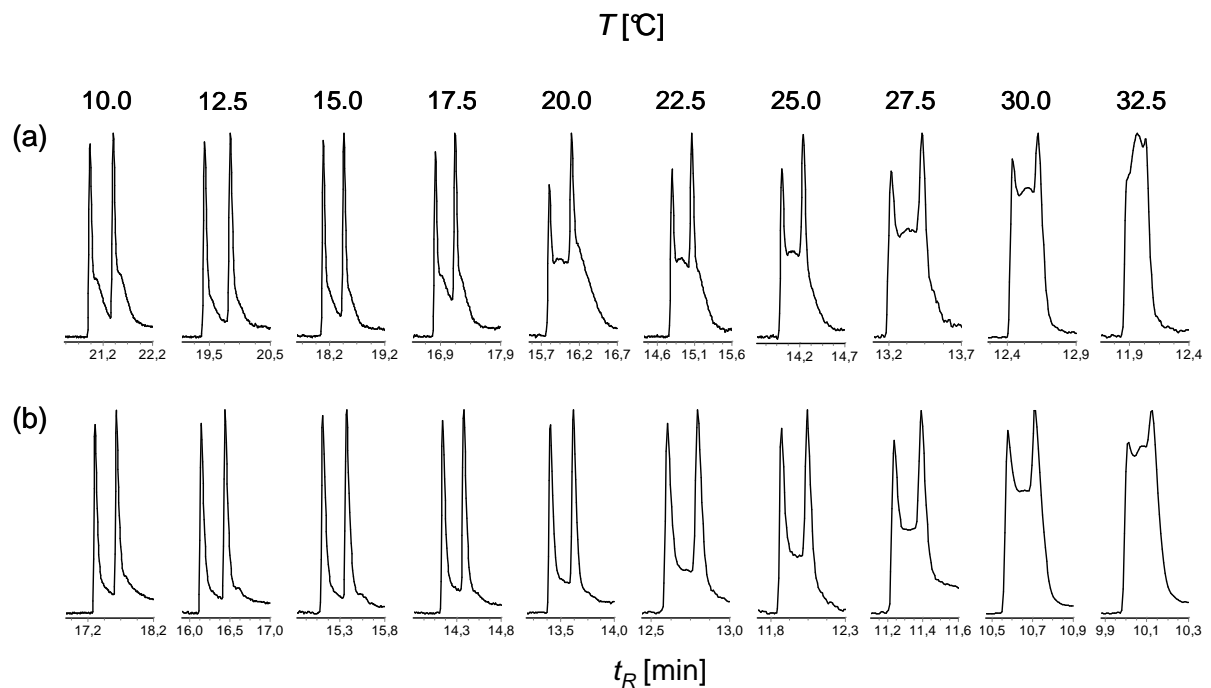 T [°C]
10.0 12.5 15.0 17.5 20.0 22.5 25.0 27.5 30.0 32.5
(a)
21,2 22,2 19,5 20,5 18,2 19,2 16,9 17,9 15,7 16,2 16,7 14,6 15,1 15,6 14,2 14,7 13,2 13,7 12,4 12,9 11,9 12,4
(b)
17,2 18,2 16,0 16,5 17,0 15,3 15,8 14,3 14,8 13,5 14,0 12,5 13,0 11,8 12,3 11,2 11,4 11,6 10,5 10,7 10,9 9,9 10,1 10,3
tR [min]